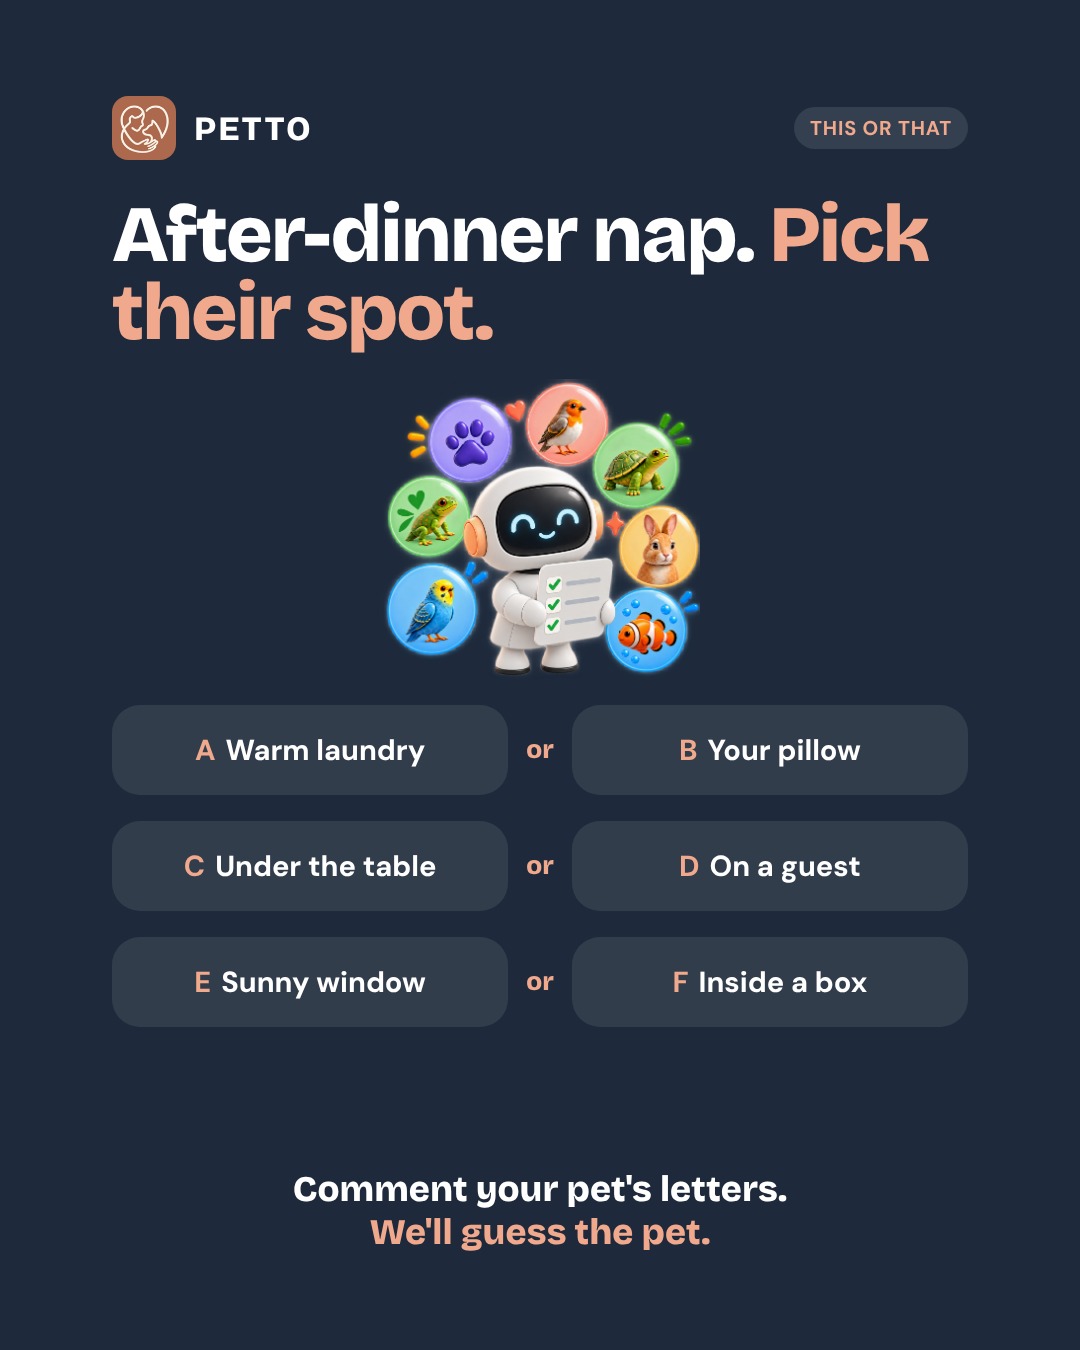 PETTO
THIS OR THAT
After-dinner nap. Pick
their spot.
A Warm laundry or B Your pillow
C Under the table or D On a guest
E Sunny window or F Inside a box
Comment your pet's letters.
We'll guess the pet.